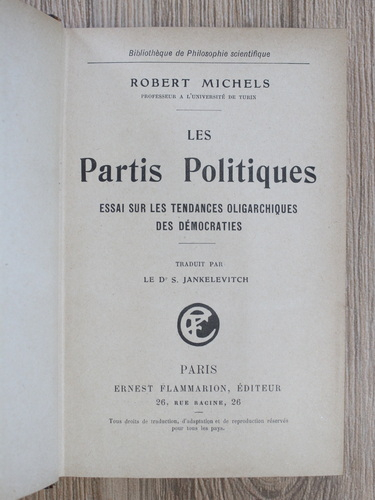 Bibliothèque de Philosophie scientifique
ROBERT MICHELS
PROFESSEUR A L'UNIVERSITÉ DE TURIN
LES
Partis Politiques
ESSAI SUR LES TENDANCES OLIGARCHIQUES
DES DÉMOCRATIES
TRADUIT PAR
LE Dr S. JANKELEVITCH
EF
PARIS
ERNEST FLAMMARION, ÉDITEUR
26, RUE RACINE, 26
Tous droits de traduction, d'adaptation et de reproduction réservés
pour tous les pays.